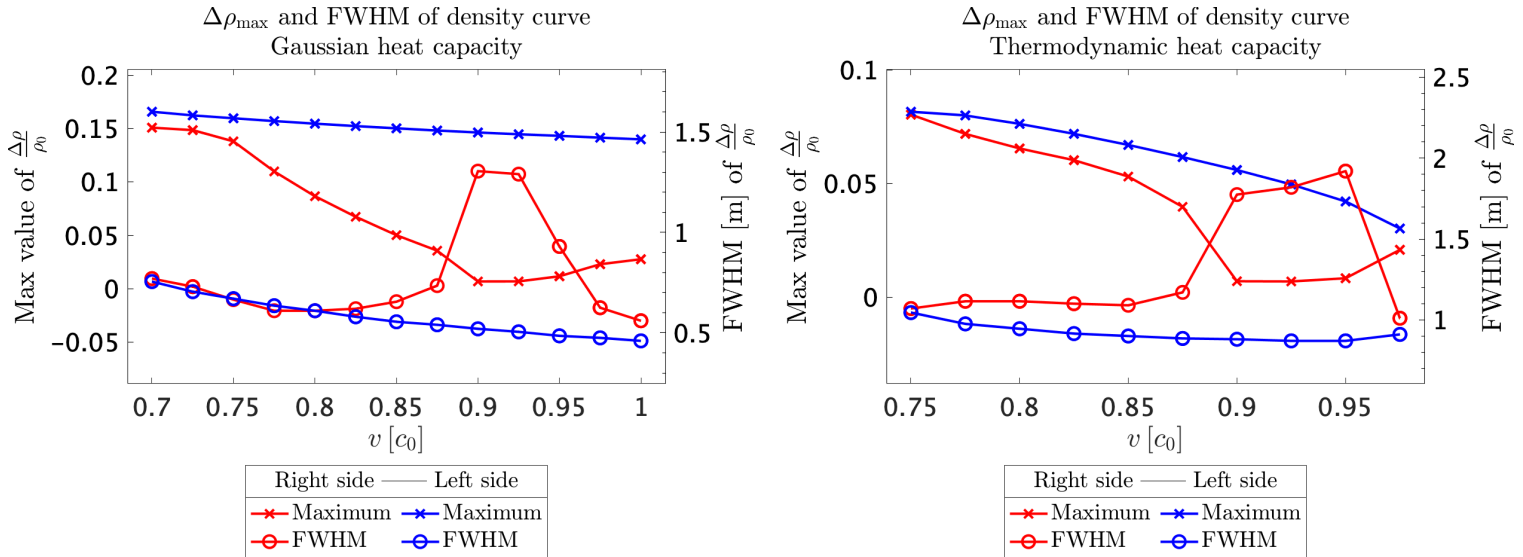 Δρmax and FWHM of density curve
Gaussian heat capacity
0.2
0.15
0.1
0.05
0
−0.05
Max value of Δρ/ρ0
1.5
1
0.5
FWHM [m] of Δρ/ρ0
0.7 0.75 0.8 0.85 0.9 0.95 1
v [c0]
Right side —— Left side
Maximum Maximum
FWHM FWHM
Δρmax and FWHM of density curve
Thermodynamic heat capacity
0.1
0.05
0
Max value of Δρ/ρ0
2.5
2
1.5
1
FWHM [m] of Δρ/ρ0
0.75 0.8 0.85 0.9 0.95
v [c0]
Right side —— Left side
Maximum Maximum
FWHM FWHM